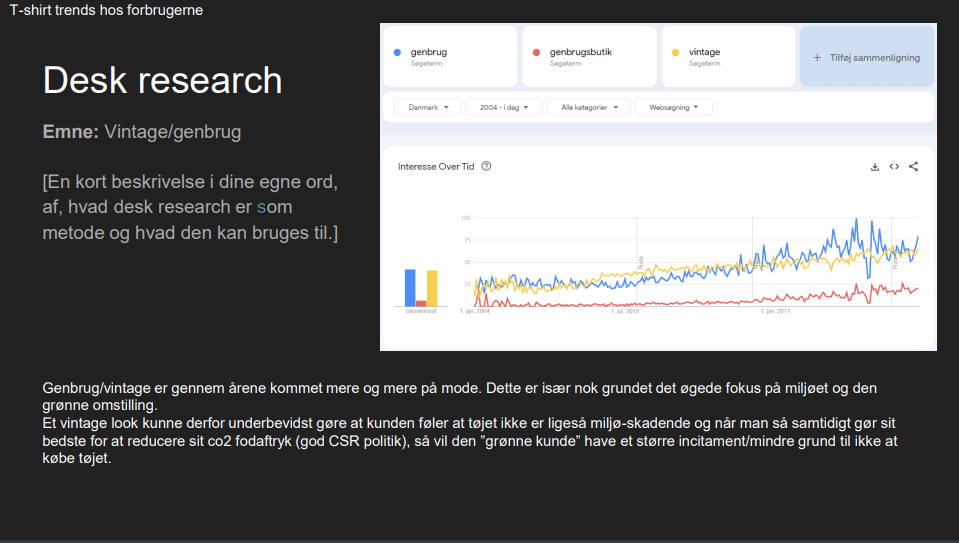 T-shirt trends hos forbrugerne
Desk research
Emne: Vintage/genbrug
[En kort beskrivelse i dine egne ord,
af, hvad desk research er som
metode og hvad den kan bruges til.]
genbrug
Søgeterm
genbrugsbutik
Søgeterm
vintage
Søgeterm
+ Tilføj sammenligning
Danmark
2004 - i dag
Alle kategorier
Websøgning
Interesse Over Tid
100
75
50
25
Note
Note
Gennemsnit
1. jan. 2004
1. jul. 2010
1. jan. 2017
Genbrug/vintage er gennem årene kommet mere og mere på mode. Dette er især nok grundet det øgede fokus på miljøet og den
grønne omstilling.
Et vintage look kunne derfor underbevidst gøre at kunden føler at tøjet ikke er ligeså miljø-skadende og når man så samtidigt gør sit
bedste for at reducere sit co2 fodaftryk (god CSR politik), så vil den ”grønne kunde” have et større incitament/mindre grund til ikke at
købe tøjet.